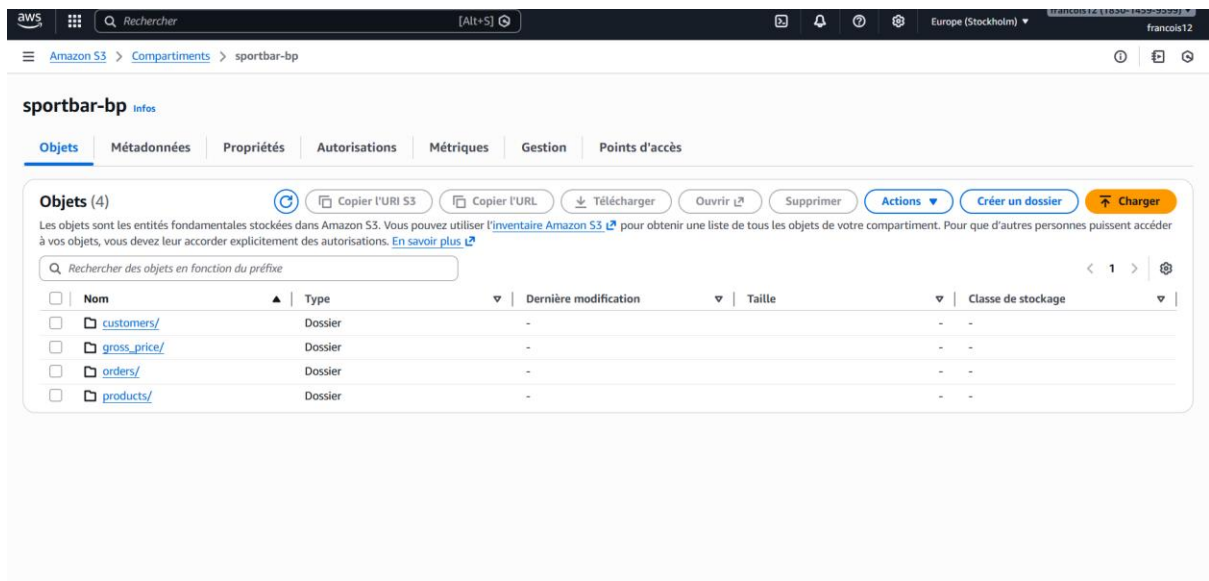 aws
Rechercher
[Alt+S]
Europe (Stockholm)
francois12
Amazon S3 > Compartiments > sportbar-bp
sportbar-bp Infos
Objets Métadonnées Propriétés Autorisations Métriques Gestion Points d'accès
Objets (4) Copier l'URI S3 Copier l'URL Télécharger Ouvrir Supprimer Actions Créer un dossier Charger
Les objets sont les entités fondamentales stockées dans Amazon S3. Vous pouvez utiliser l'inventaire Amazon S3 pour obtenir une liste de tous les objets de votre compartiment. Pour que d'autres personnes puissent accéder
à vos objets, vous devez leur accorder explicitement des autorisations. En savoir plus
Rechercher des objets en fonction du préfixe
< 1 >
Nom Type Dernière modification Taille Classe de stockage
customers/ Dossier - - -
gross_price/ Dossier - - -
orders/ Dossier - - -
products/ Dossier - - -